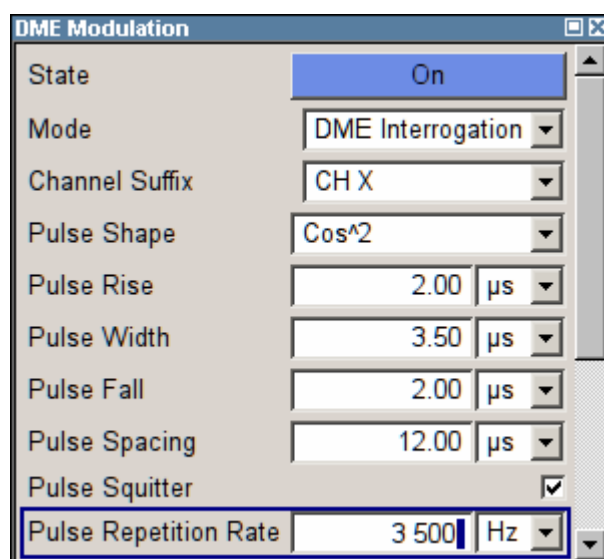 DME Modulation
State On
Mode DME Interrogation
Channel Suffix CH X
Pulse Shape Cos^2
Pulse Rise 2.00 µs
Pulse Width 3.50 µs
Pulse Fall 2.00 µs
Pulse Spacing 12.00 µs
Pulse Squitter
Pulse Repetition Rate 3 500 Hz